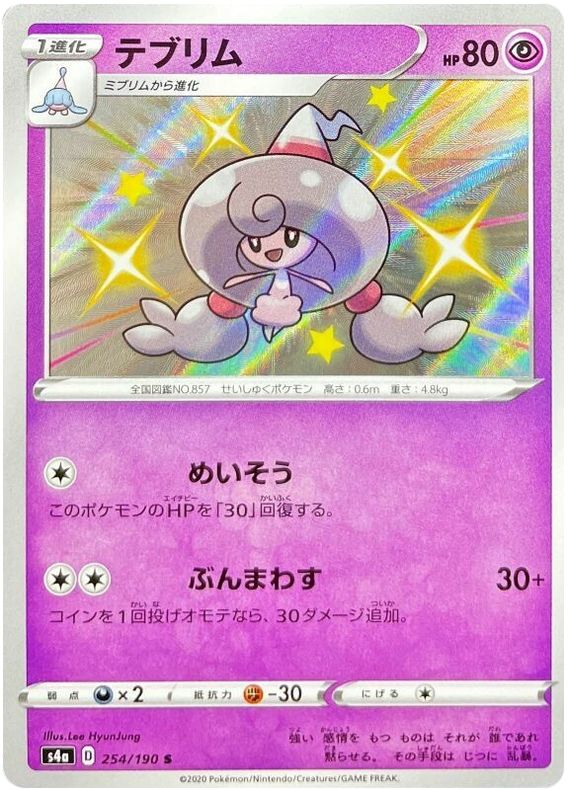 1進化
テブリム
HP80
ミブリムから進化
全国図鑑NO.857 せいしゅくポケモン 高さ:0.6m 重さ:4.8kg
めいそう
このポケモンのHPを「30」回復する。
ぶんまわす 30+
コインを1回投げオモテなら、30ダメージ追加。
弱点 ×2 抵抗力 -30 にげる
Illus.Lee HyunJung
強い 感情を もつ ものは それが 誰であれ
黙らせる。 その手段は じつに 乱暴。
s4a D 254/190 S
©2020 Pokémon/Nintendo/Creatures/GAME FREAK.